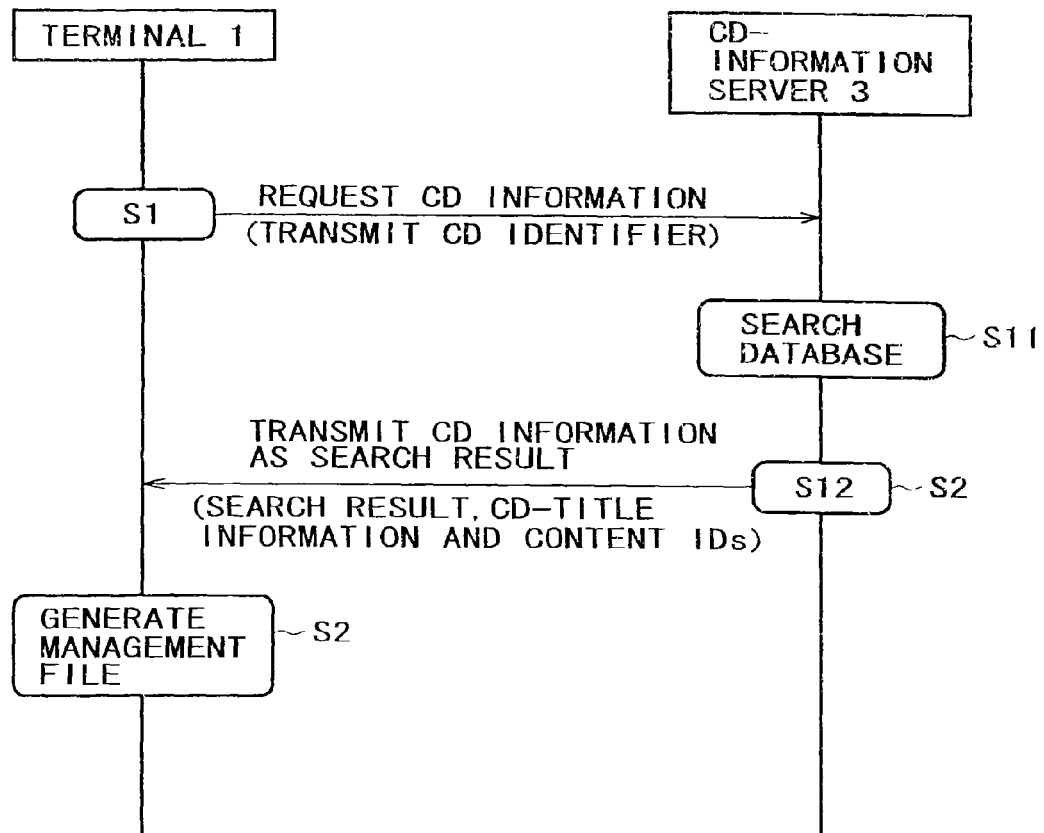 TERMINAL 1
CD-
INFORMATION
SERVER 3
S1
REQUEST CD INFORMATION
(TRANSMIT CD IDENTIFIER)
SEARCH
DATABASE
~S11
TRANSMIT CD INFORMATION
AS SEARCH RESULT
S12
~S2
(SEARCH RESULT, CD-TITLE
INFORMATION AND CONTENT IDs)
GENERATE
MANAGEMENT
FILE
~S2